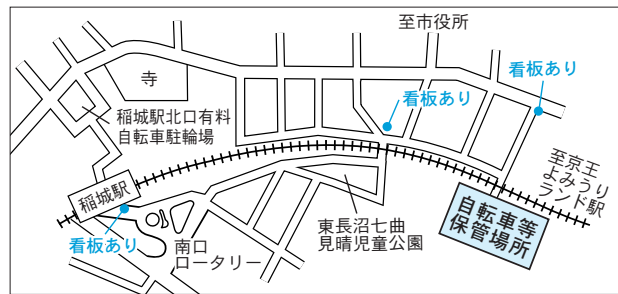 至市役所
看板あり
看板あり
寺
稲城駅北口有料
自転車駐輪場
稲城駅
看板あり
南口
ロータリー
東長沼七曲
見晴児童公園
至京王
よみうり
ランド駅
自転車等
保管場所